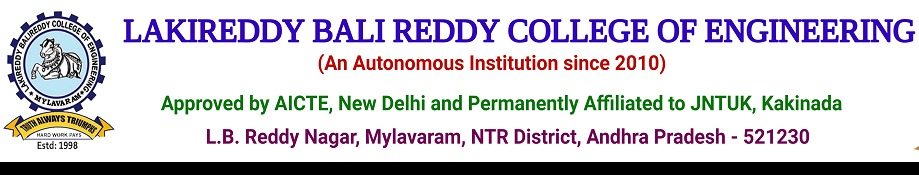 LAKIREDDY BALIREDDY COLLEGE OF ENGINEERING
MYLAVARAM
TRUTH ALWAYS TRIUMPHS
HARD WORK PAYS
Estd: 1998
LAKIREDDY BALI REDDY COLLEGE OF ENGINEERING
(An Autonomous Institution since 2010)
Approved by AICTE, New Delhi and Permanently Affiliated to JNTUK, Kakinada
L.B. Reddy Nagar, Mylavaram, NTR District, Andhra Pradesh - 521230